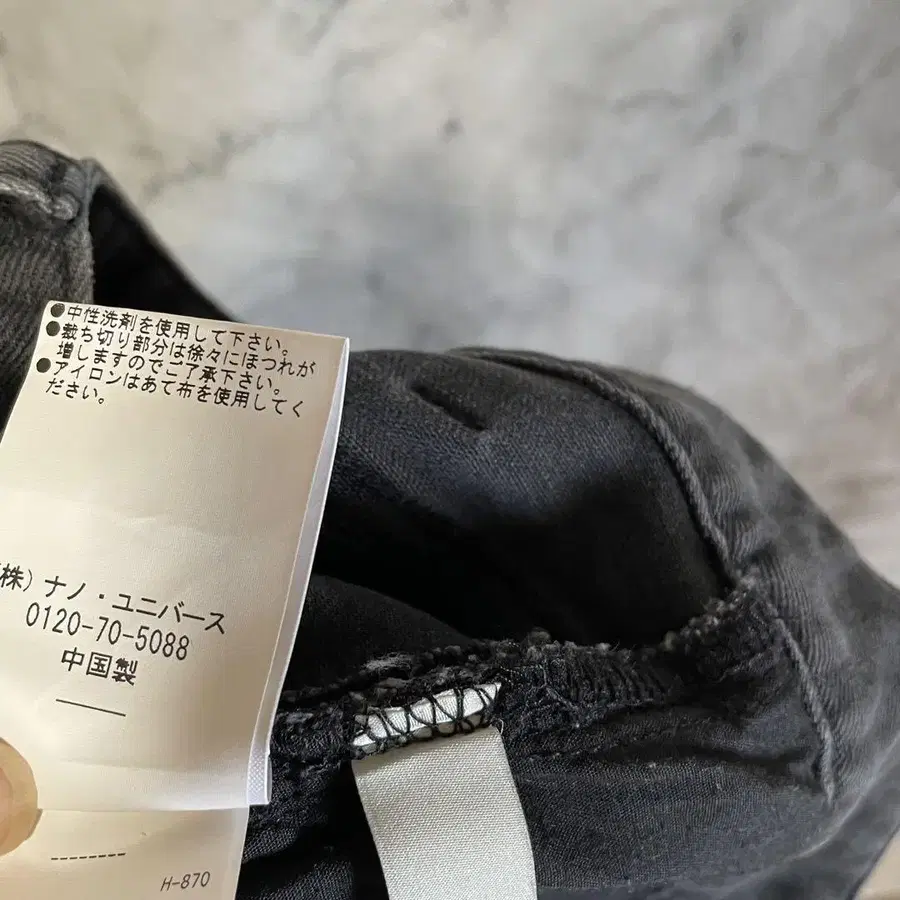 ●中性洗剤を使用して下さい。
●裁ち切り部分は徐々にほつれが
増しますのでご了承下さい。
●アイロンはあて布を使用してく
ださい。
(株) ナノ・ユニバース
0120-70-5088
中国製
H-870